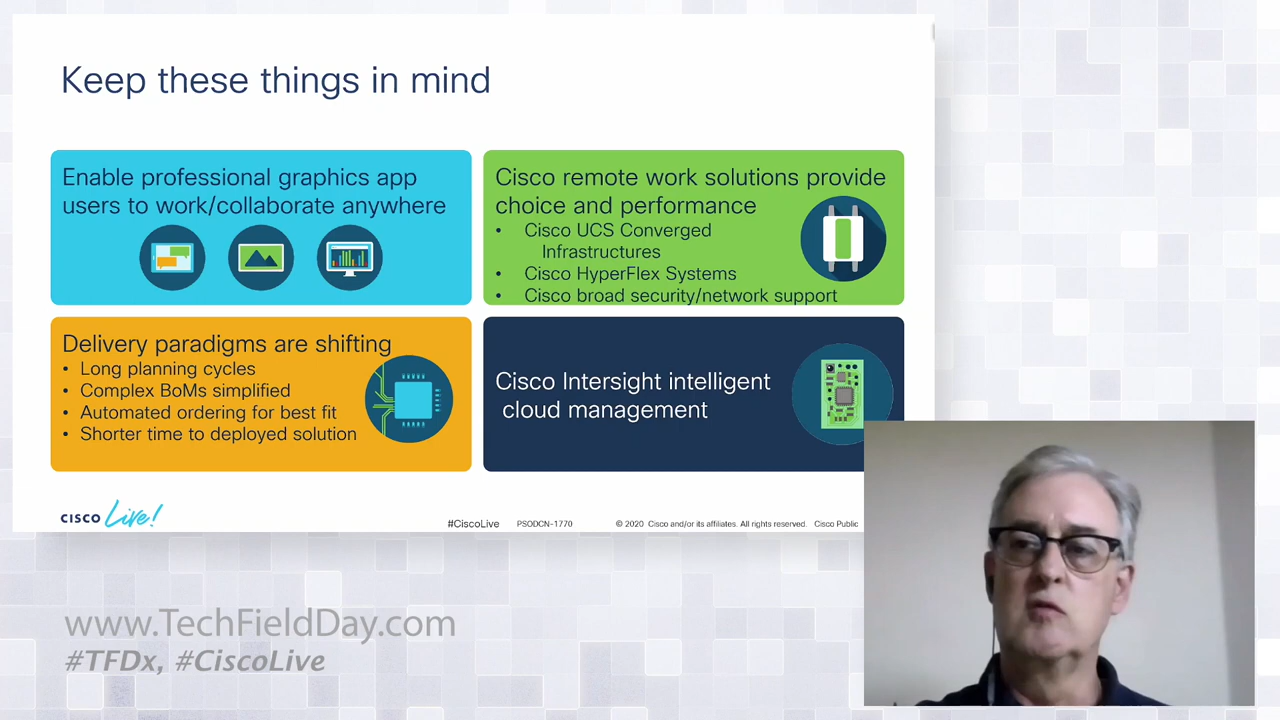 Keep these things in mind
Enable professional graphics app
users to work/collaborate anywhere
Cisco remote work solutions provide
choice and performance
• Cisco UCS Converged
Infrastructures
• Cisco HyperFlex Systems
• Cisco broad security/network support
Delivery paradigms are shifting
• Long planning cycles
• Complex BoMs simplified
• Automated ordering for best fit
• Shorter time to deployed solution
Cisco Intersight intelligent
cloud management
CISCO Live!
#CiscoLive PSODCN-1770 © 2020 Cisco and/or its affiliates. All rights reserved. Cisco Public
www.TechFieldDay.com
#TFDx, #CiscoLive